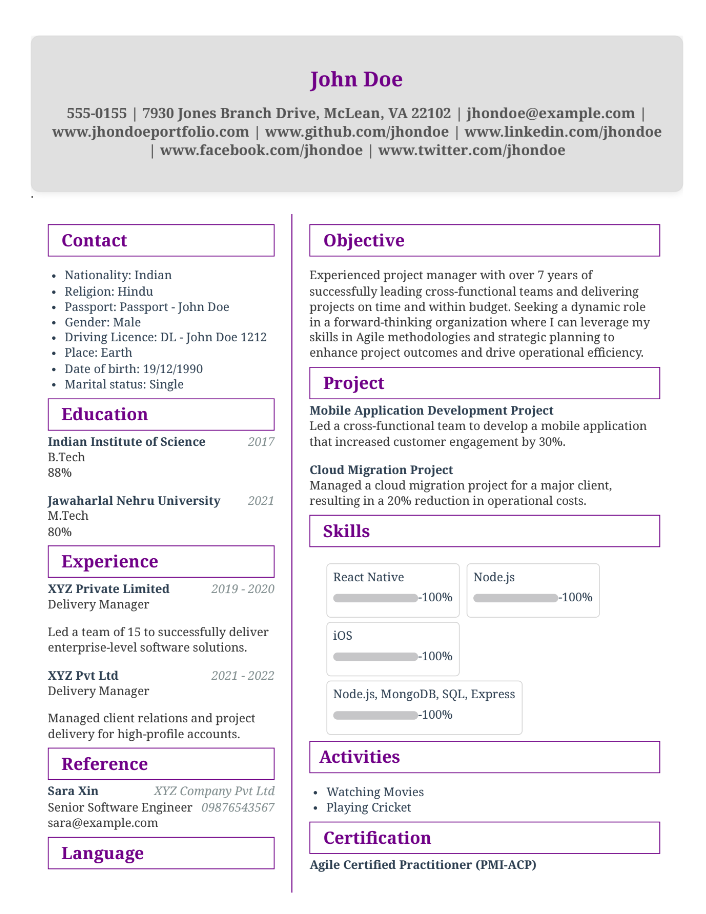 John Doe
555-0155 | 7930 Jones Branch Drive, McLean, VA 22102 | jhondoe@example.com |
www.jhondoeportfolio.com | www.github.com/jhondoe | www.linkedin.com/jhondoe
| www.facebook.com/jhondoe | www.twitter.com/jhondoe
.
Contact
• Nationality: Indian
• Religion: Hindu
• Passport: Passport - John Doe
• Gender: Male
• Driving Licence: DL - John Doe 1212
• Place: Earth
• Date of birth: 19/12/1990
• Marital status: Single
Education
Indian Institute of Science 2017
B.Tech
88%
Jawaharlal Nehru University 2021
M.Tech
80%
Experience
XYZ Private Limited 2019 - 2020
Delivery Manager
Led a team of 15 to successfully deliver
enterprise-level software solutions.
XYZ Pvt Ltd 2021 - 2022
Delivery Manager
Managed client relations and project
delivery for high-profile accounts.
Reference
Sara Xin XYZ Company Pvt Ltd
Senior Software Engineer 09876543567
sara@example.com
Language
Objective
Experienced project manager with over 7 years of
successfully leading cross-functional teams and delivering
projects on time and within budget. Seeking a dynamic role
in a forward-thinking organization where I can leverage my
skills in Agile methodologies and strategic planning to
enhance project outcomes and drive operational efficiency.
Project
Mobile Application Development Project
Led a cross-functional team to develop a mobile application
that increased customer engagement by 30%.
Cloud Migration Project
Managed a cloud migration project for a major client,
resulting in a 20% reduction in operational costs.
Skills
React Native
-100%
Node.js
-100%
iOS
-100%
Node.js, MongoDB, SQL, Express
-100%
Activities
• Watching Movies
• Playing Cricket
Certification
Agile Certified Practitioner (PMI-ACP)